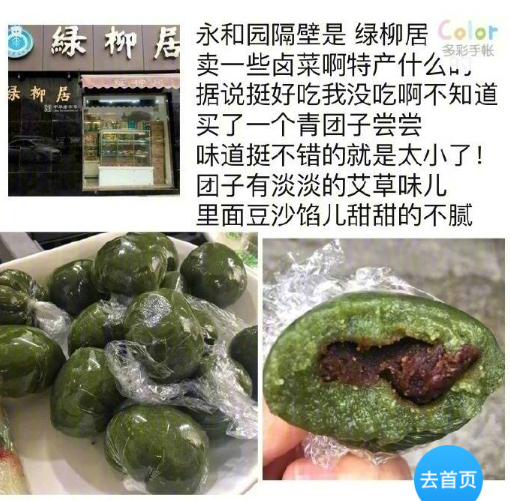 永和园隔壁是 绿柳居
卖一些卤菜啊特产什么的
据说挺好吃我没吃啊不知道
买了一个青团子尝尝
味道挺不错的就是太小了！
团子有淡淡的艾草味儿
里面豆沙馅儿甜甜的不腻
Color
多彩手帐
綠柳居
綠柳居
去首页